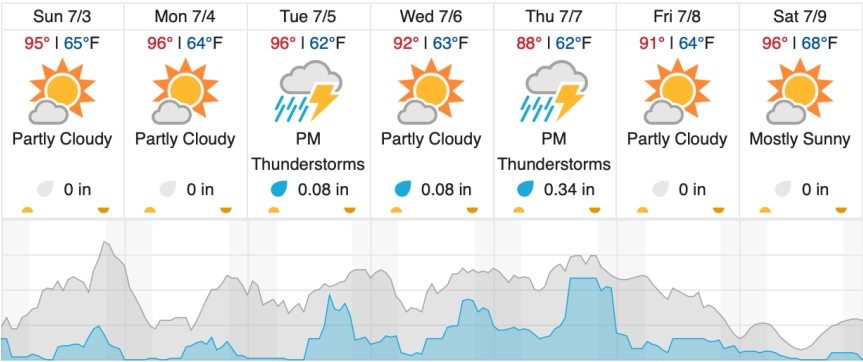 Sun 7/3 Mon 7/4 Tue 7/5 Wed 7/6 Thu 7/7 Fri 7/8 Sat 7/9
95° | 65°F 96° | 64°F 96° | 62°F 92° | 63°F 88° | 62°F 91° | 64°F 96° | 68°F
Partly Cloudy Partly Cloudy PM Partly Cloudy PM Partly Cloudy Mostly Sunny
Thunderstorms Thunderstorms
0 in 0 in 0.08 in 0.08 in 0.34 in 0 in 0 in